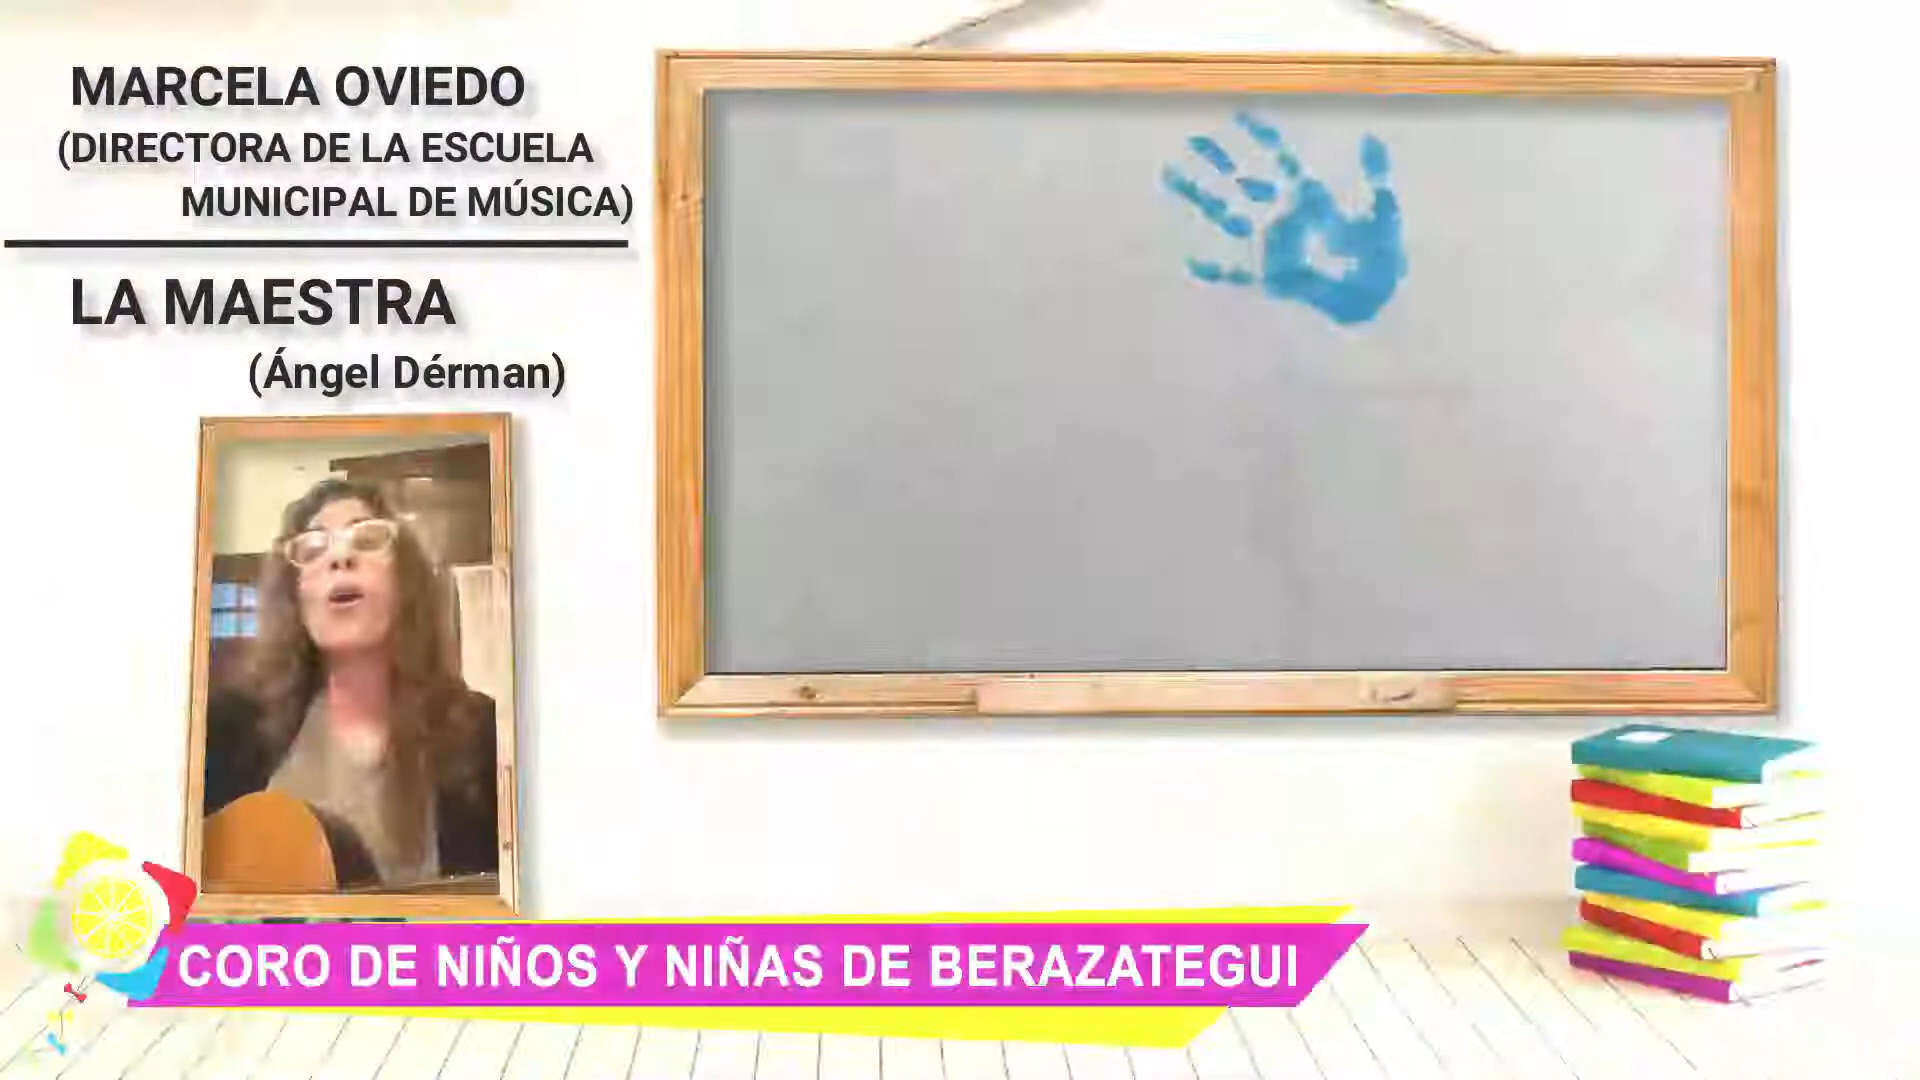 MARCELA OVIEDO
(DIRECTORA DE LA ESCUELA
MUNICIPAL DE MÚSICA)
LA MAESTRA
(Ángel Dérman)
CORO DE NIÑOS Y NIÑAS DE BERAZATEGUI